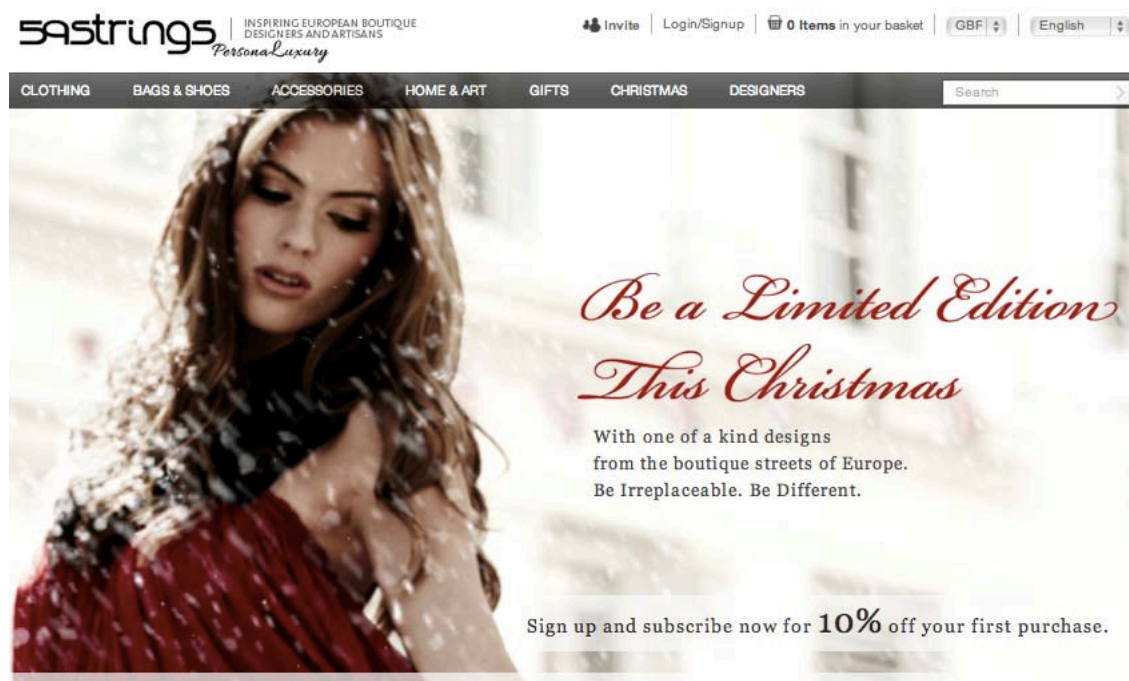 5astrings
INSPIRING EUROPEAN BOUTIQUE
DESIGNERS AND ARTISANS
PersonaLuxury
Invite
Login/Signup
0 Items in your basket
GBF
English
CLOTHING
BAGS & SHOES
ACCESSORIES
HOME & ART
GIFTS
CHRISTMAS
DESIGNERS
Search
Be a Limited Edition
This Christmas
With one of a kind designs
from the boutique streets of Europe.
Be Irreplaceable. Be Different.
Sign up and subscribe now for 10% off your first purchase.